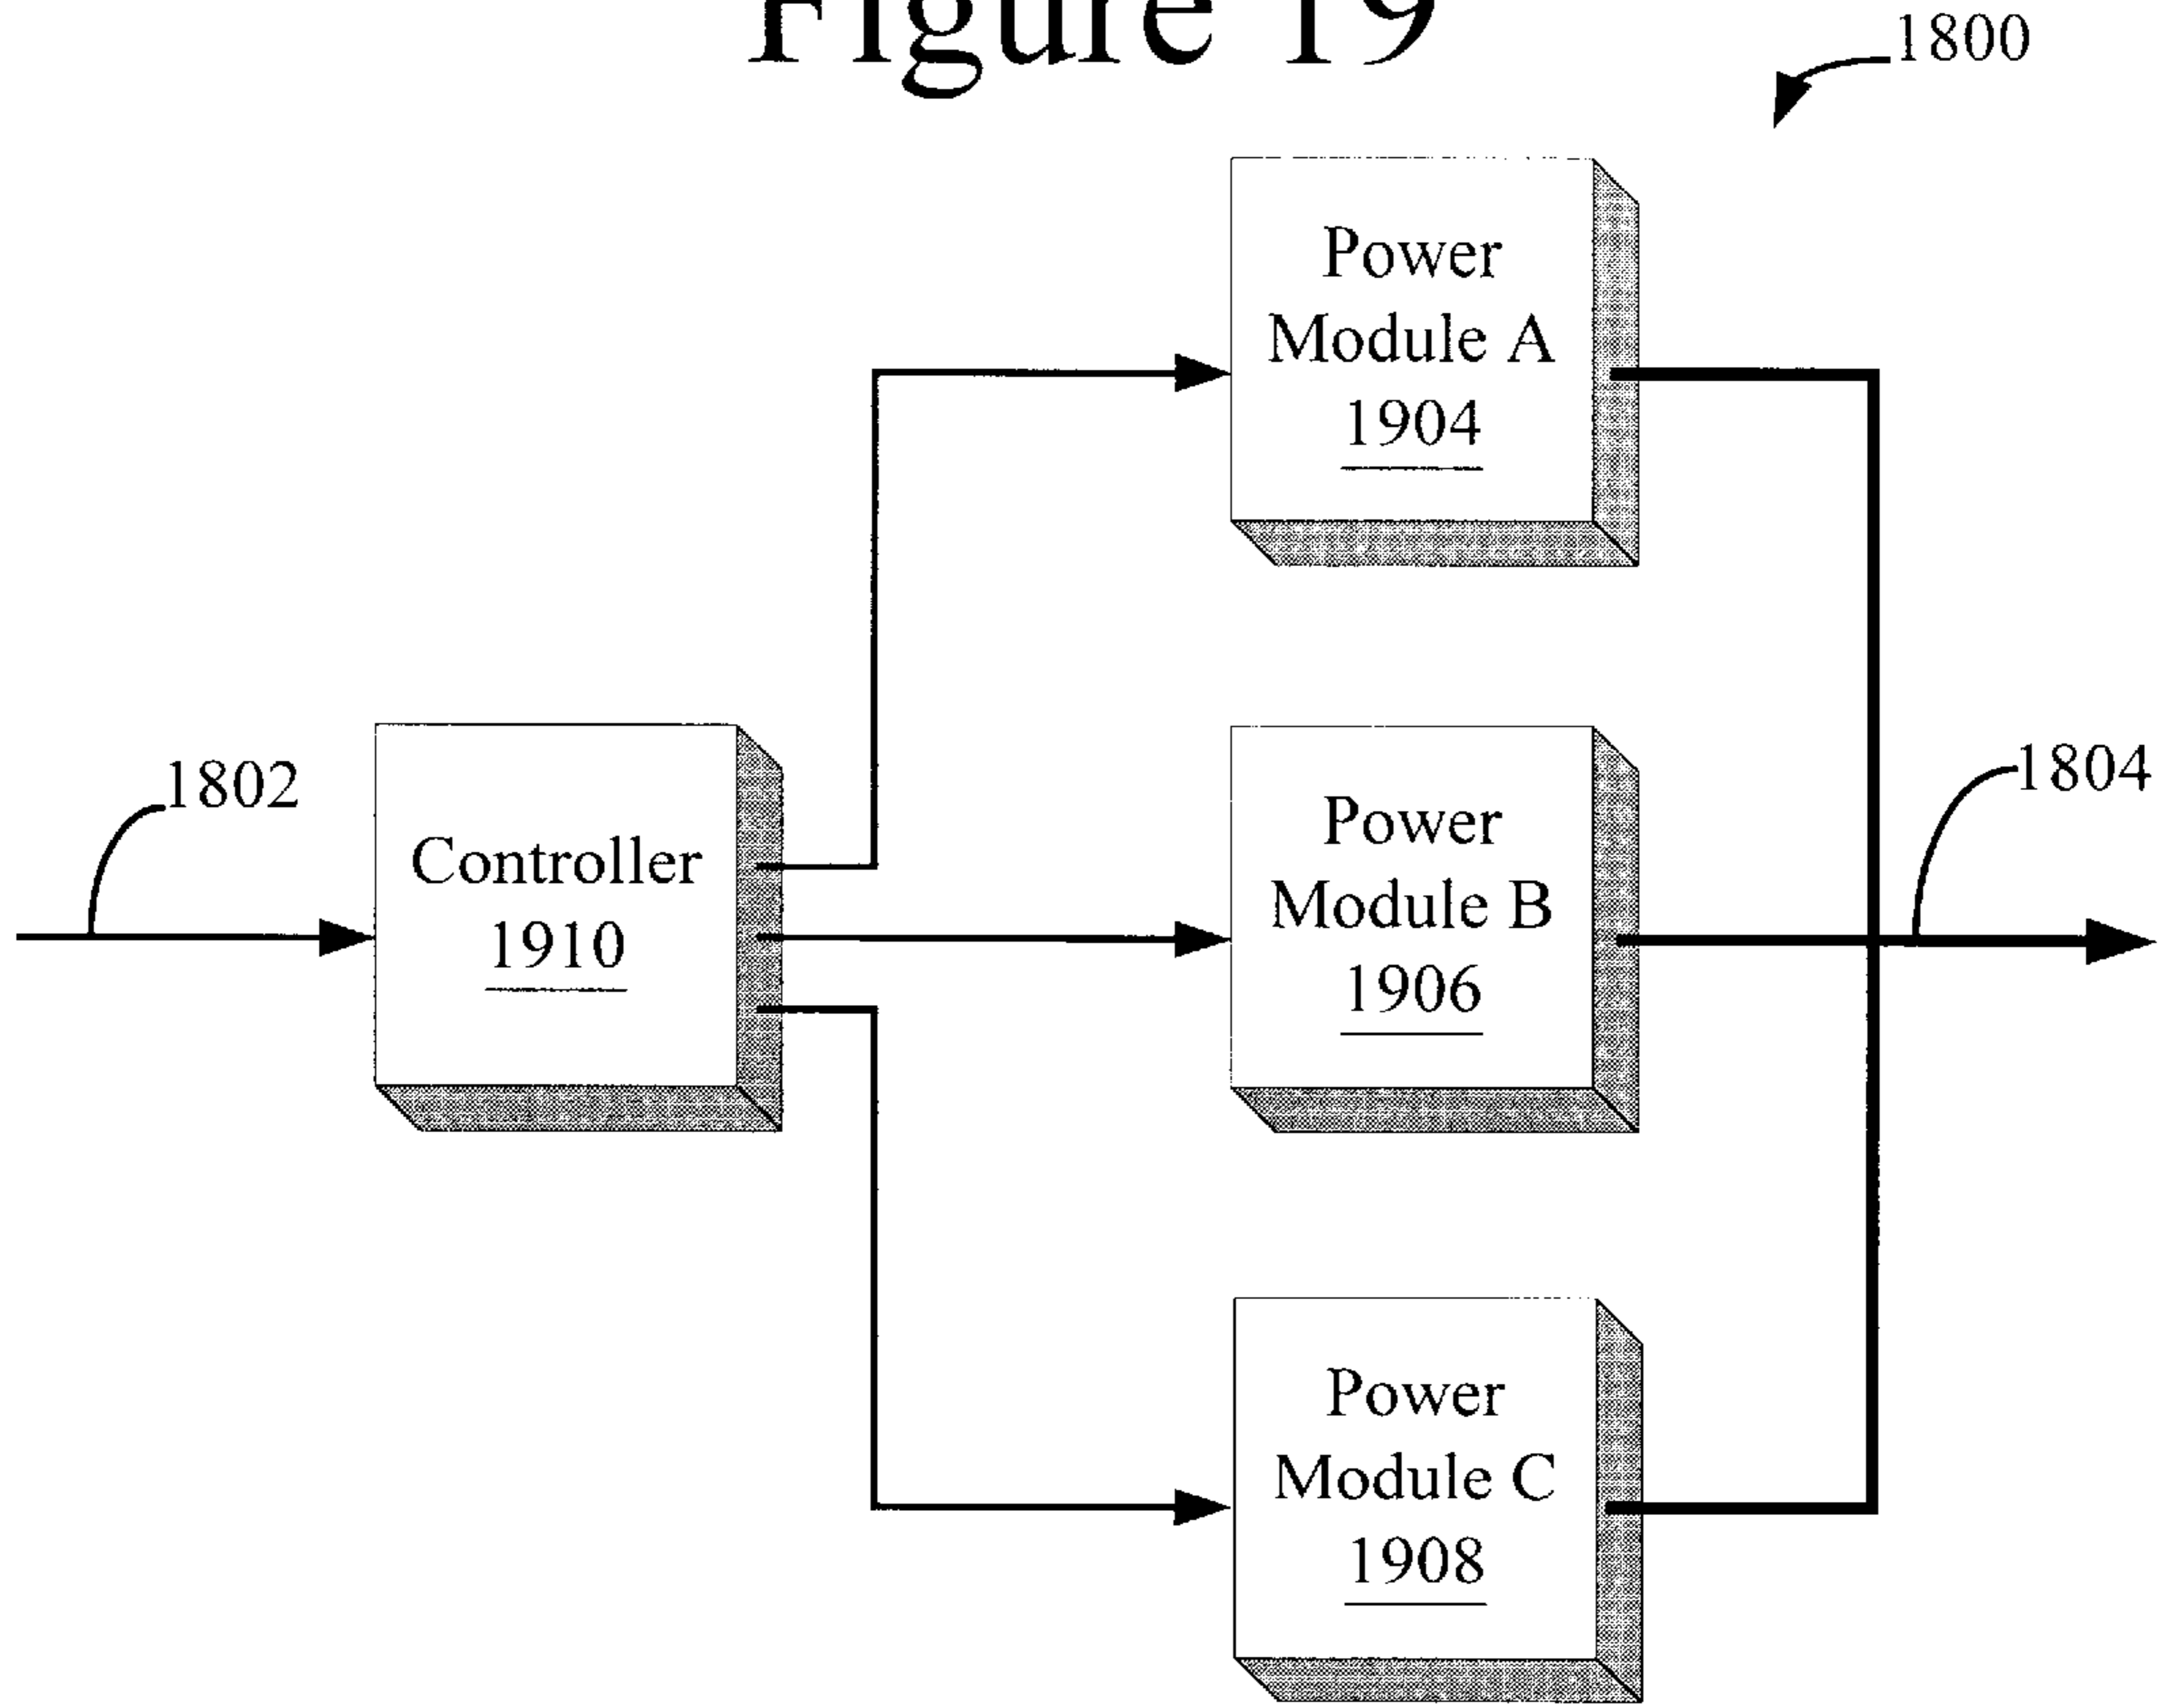 Figure 19
1800
Power
Module A
1904
1802
Controller
1910
Power
Module B
1906
1804
Power
Module C
1908